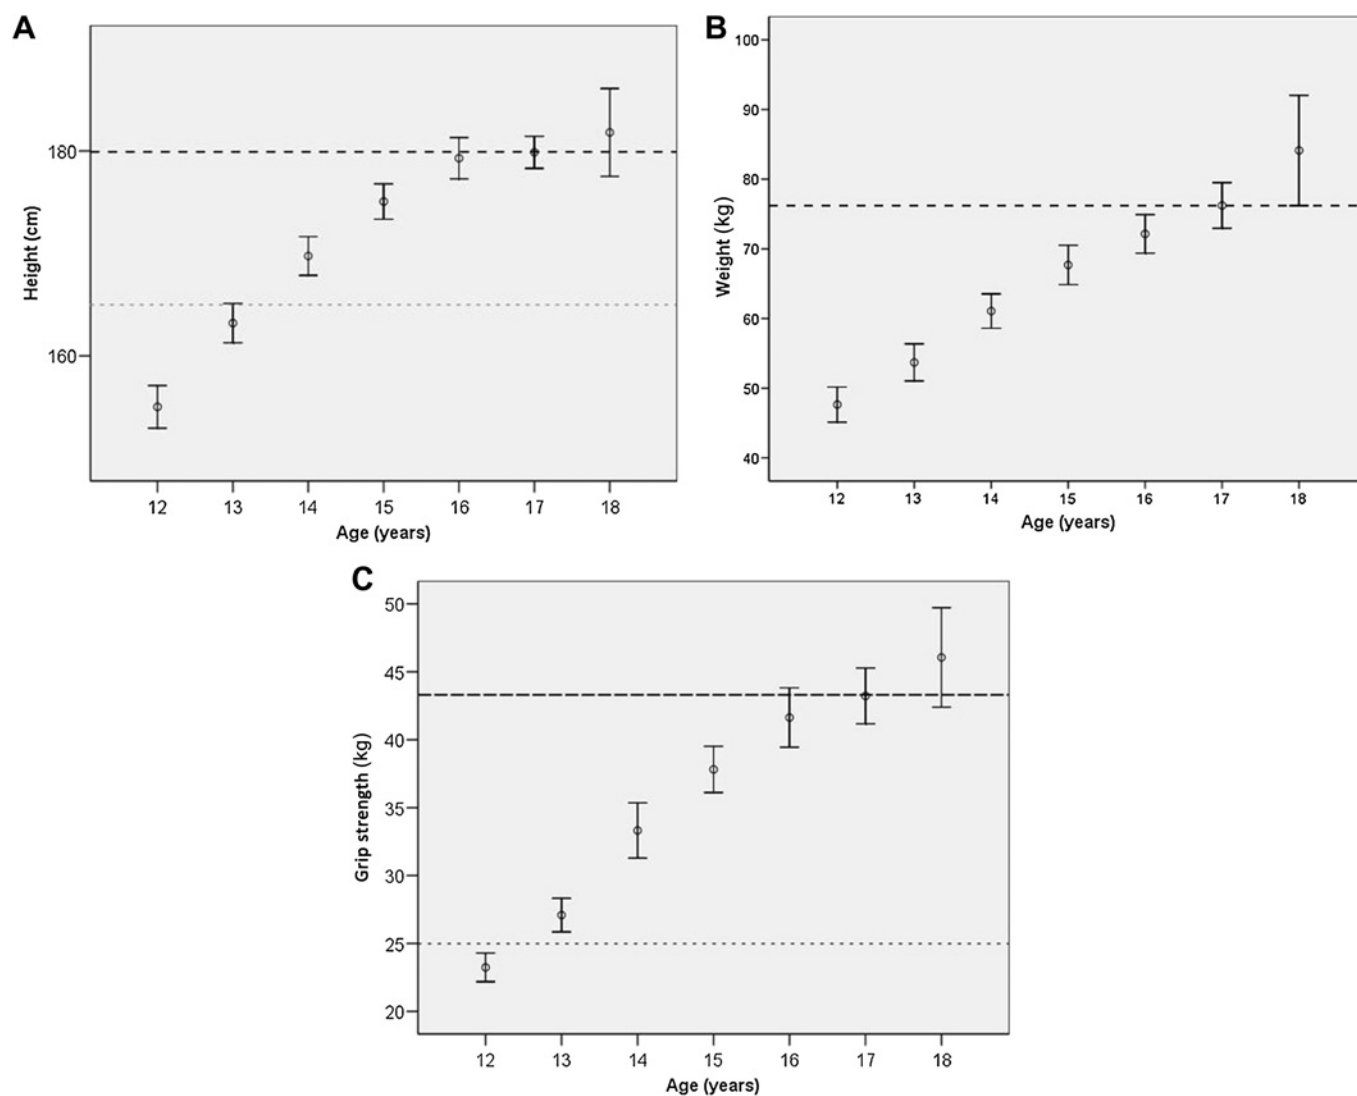 A
180
160
Height (cm)
12 13 14 15 16 17 18
Age (years)
B
100
90
80
70
60
50
40
Weight (kg)
12 13 14 15 16 17 18
Age (years)
C
50
45
40
35
30
25
20
Grip strength (kg)
12 13 14 15 16 17 18
Age (years)